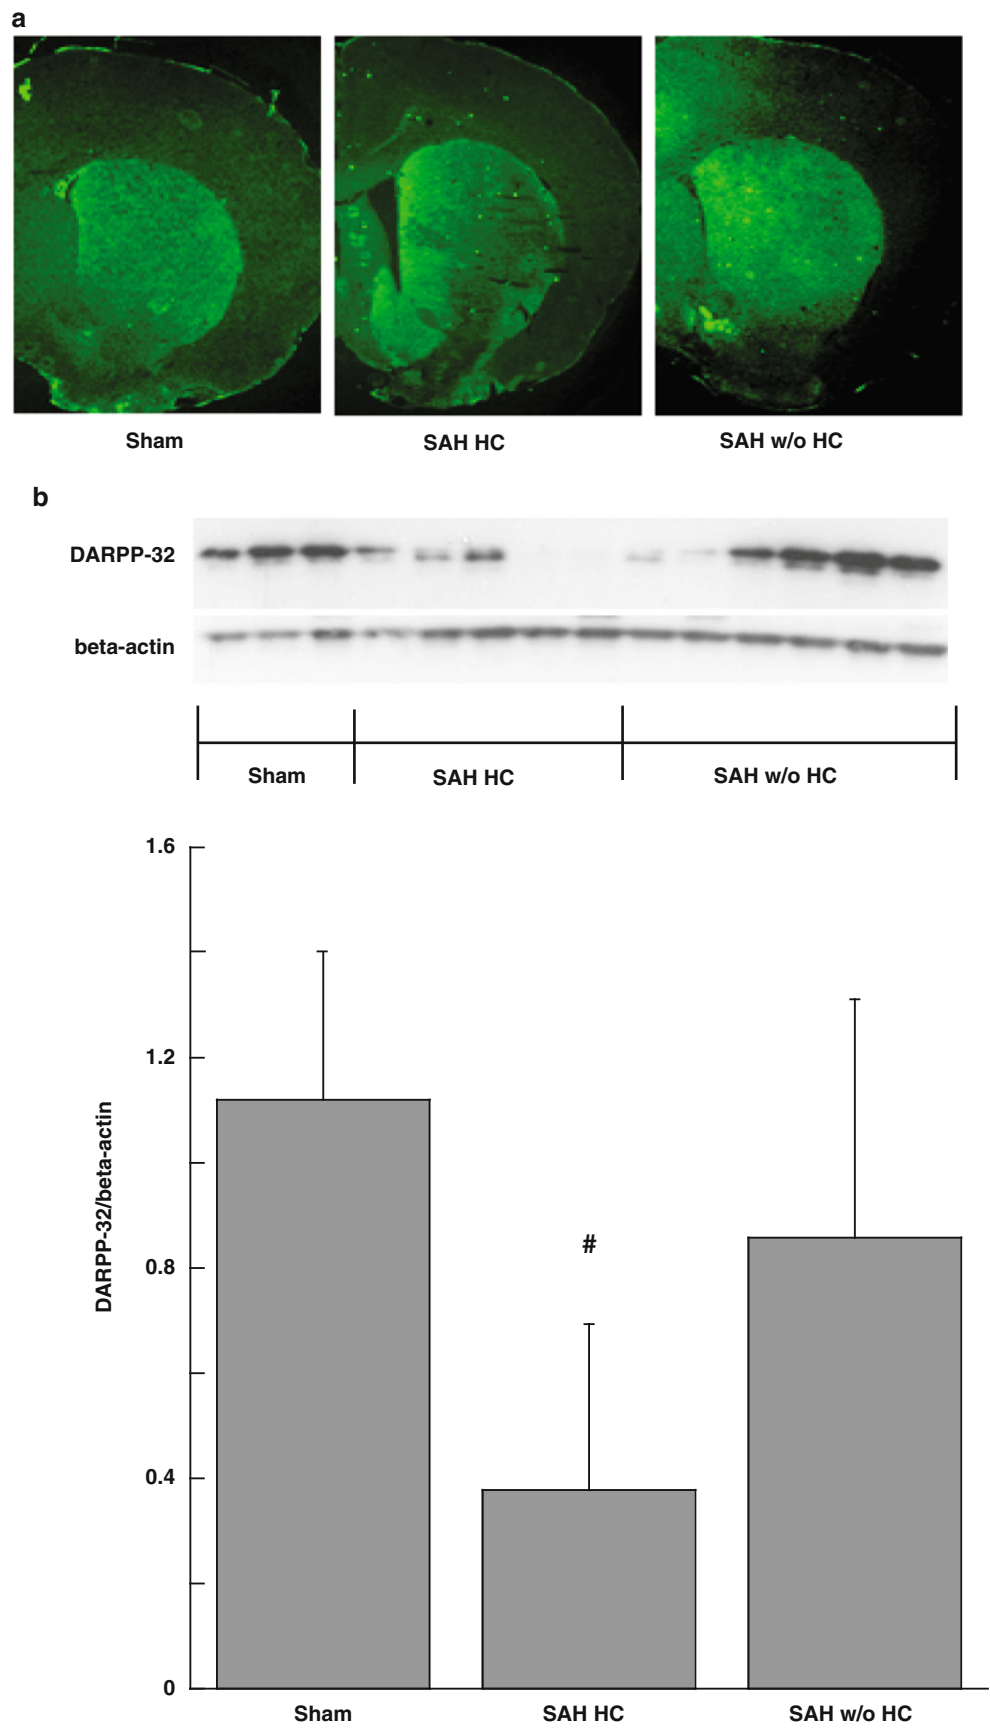 a
Sham
SAH HC
SAH w/o HC
b
DARPP-32
beta-actin
Sham
SAH HC
SAH w/o HC
1.6
1.2
0.8
0.4
0
DARPP-32/beta-actin
#
Sham
SAH HC
SAH w/o HC